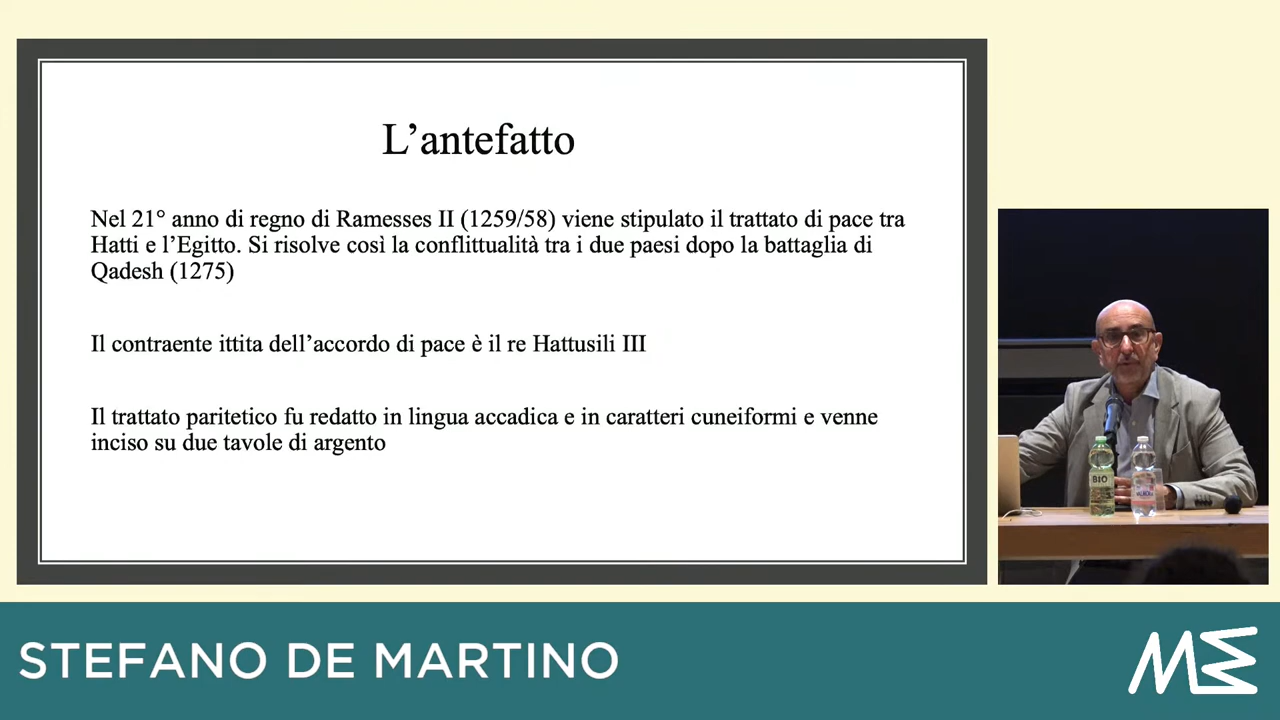 L’antefatto
Nel 21° anno di regno di Ramesses II (1259/58) viene stipulato il trattato di pace tra
Hatti e l’Egitto. Si risolve così la conflittualità tra i due paesi dopo la battaglia di
Qadesh (1275)
Il contraente ittita dell’accordo di pace è il re Hattusili III
Il trattato paritetico fu redatto in lingua accadica e in caratteri cuneiformi e venne
inciso su due tavole di argento
BIO
STEFANO DE MARTINO
ME